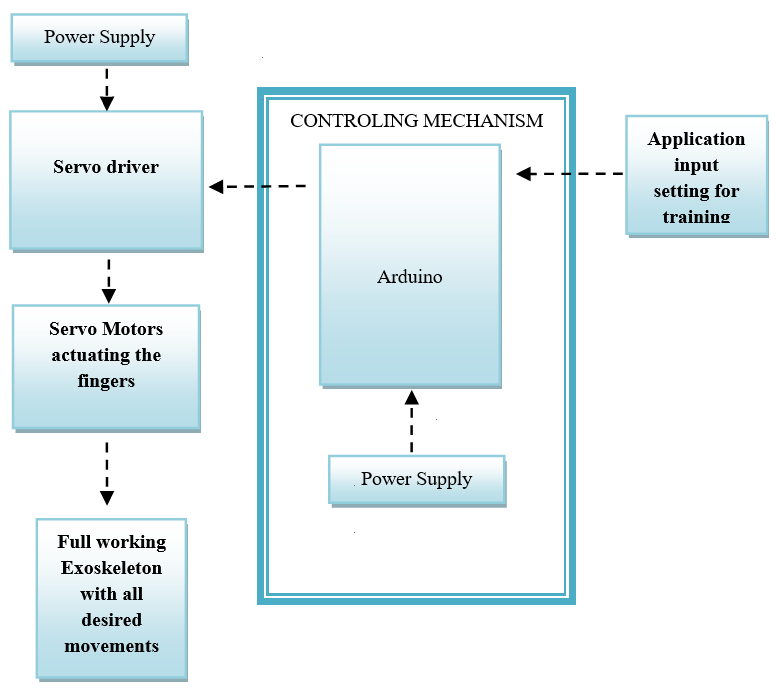 Power Supply
Servo driver
Servo Motors
actuating the
fingers
Full working
Exoskeleton
with all
desired
movements
CONTROLING MECHANISM
Arduino
Power Supply
Application
input
setting for
training